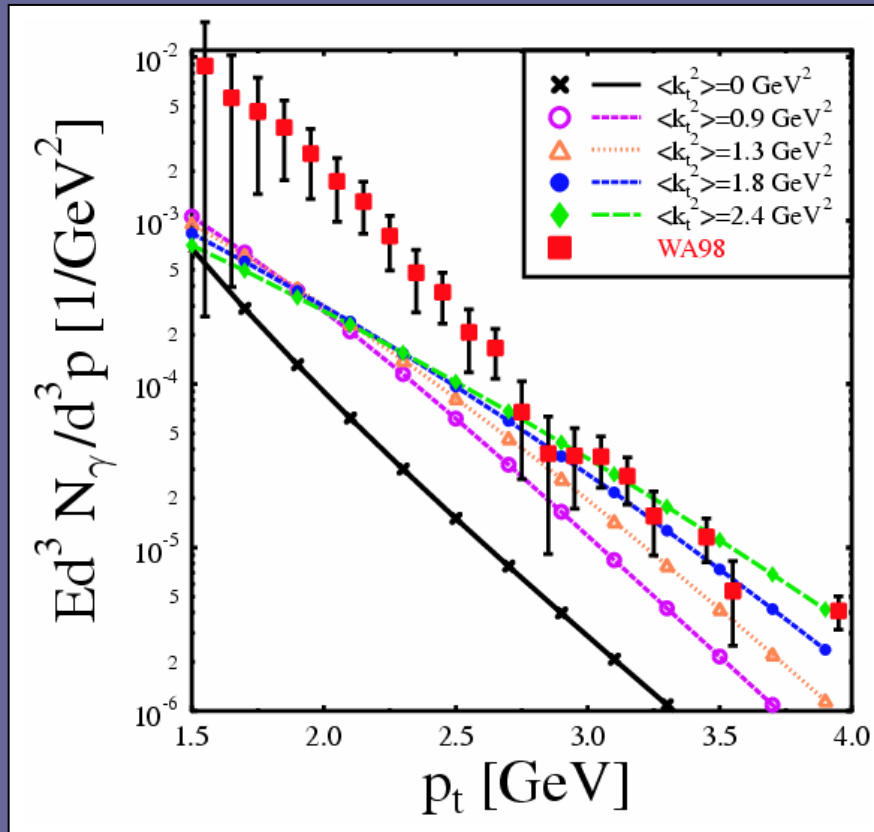 10^-2
5
2
10^-3
5
2
10^-4
5
2
10^-5
5
2
10^-6
Ed^3 N_γ/d^3p [1/GeV^2]
<k_t^2>=0 GeV^2
<k_t^2>=0.9 GeV^2
<k_t^2>=1.3 GeV^2
<k_t^2>=1.8 GeV^2
<k_t^2>=2.4 GeV^2
WA98
1.5 2.0 2.5 3.0 3.5 4.0
p_t [GeV]